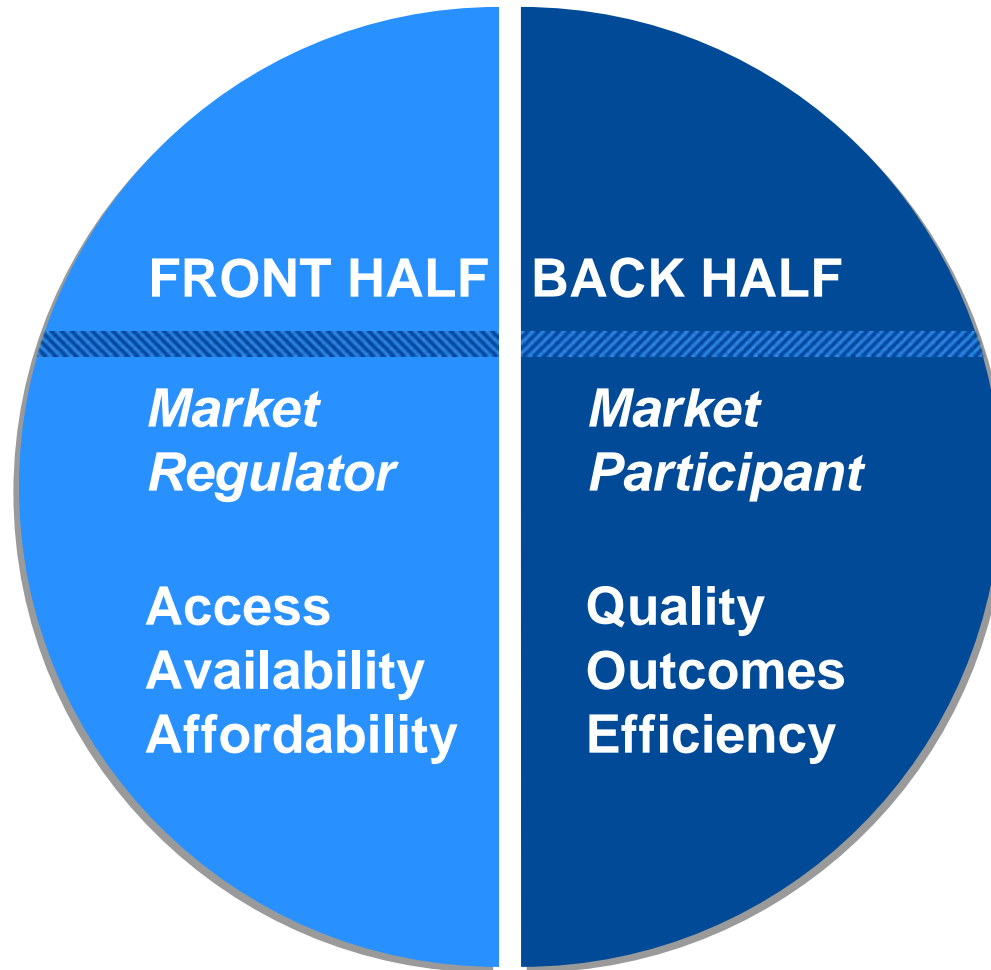 FRONT HALF
Market
Regulator
Access
Availability
Affordability
BACK HALF
Market
Participant
Quality
Outcomes
Efficiency